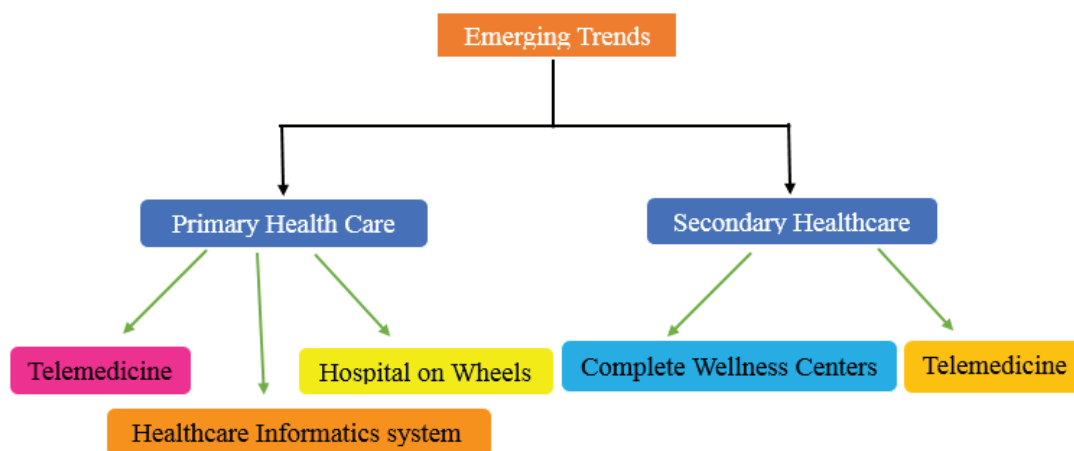 Emerging Trends
Primary Health Care
Secondary Healthcare
Telemedicine
Hospital on Wheels
Complete Wellness Centers
Telemedicine
Healthcare Informatics system